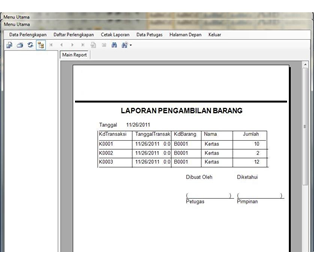 Menu Utama
Menu Utama
Data Perlengkapan Daftar Perlengkapan Cetak Laporan Data Petugas Halaman Depan Keluar
Main Report
LAPORAN PENGAMBILAN BARANG
Tanggal 11/26/2011
KdTransaksi TanggalTransak KdBarang Nama Jumlah
K0001 11/26/2011 0:0 B0001 Kertas 10
K0002 11/26/2011 0:0 B0001 Kertas 2
K0003 11/26/2011 0:0 B0001 Kertas 12
Dibuat Oleh Diketahui
( ) ( )
Petugas Pimpinan